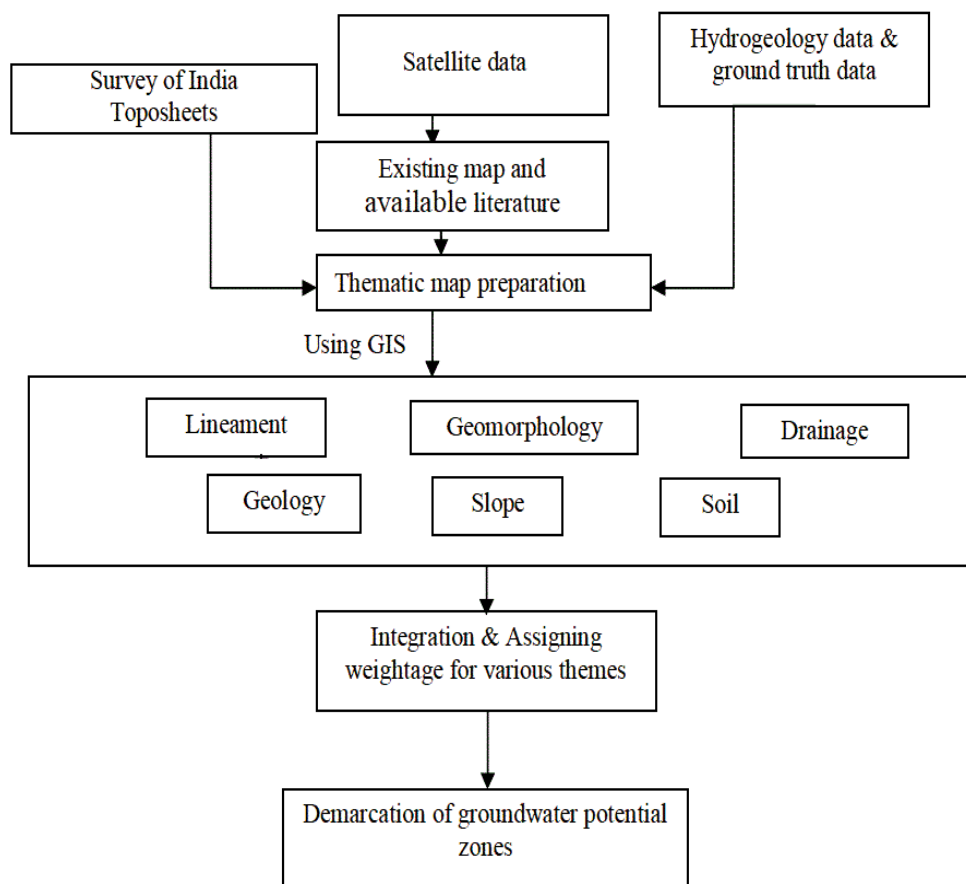 Survey of India
Toposheets
Satellite data
Hydrogeology data &
ground truth data
Existing map and
available literature
Thematic map preparation
Using GIS
Lineament
Geomorphology
Drainage
Geology
Slope
Soil
Integration & Assigning
weightage for various themes
Demarcation of groundwater potential
zones